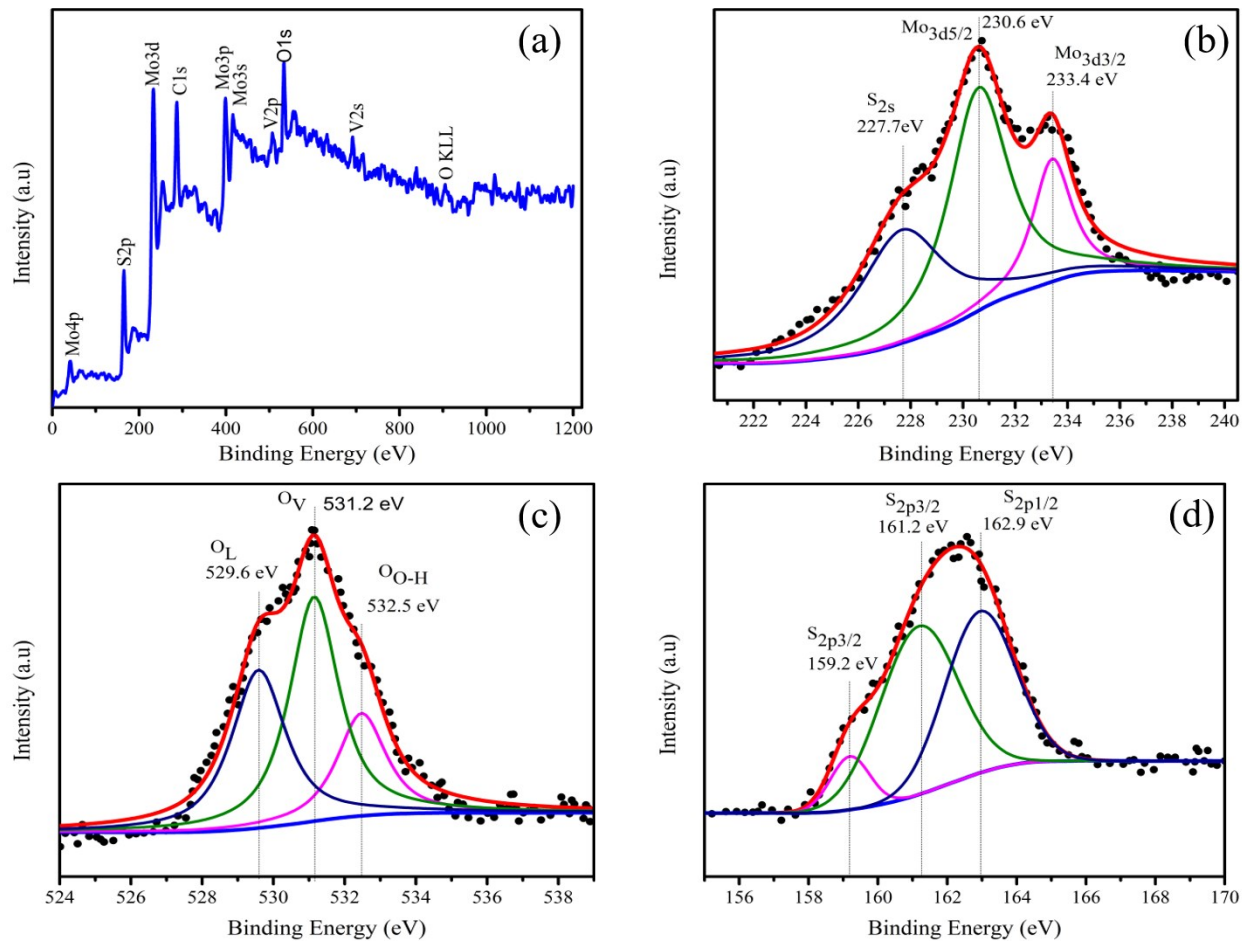 (a)
Mo4p
S2p
Mo3d
C1s
Mo3p
Mo3s
V2p
O1s
V2s
O KLL
Intensity (a.u)
0 200 400 600 800 1000 1200
Binding Energy (eV)
(b)
Mo3d5/2
230.6 eV
Mo3d3/2
233.4 eV
S2s
227.7eV
Intensity (a.u)
222 224 226 228 230 232 234 236 238 240
Binding Energy (eV)
(c)
OV
531.2 eV
OL
529.6 eV
OO-H
532.5 eV
Intensity (a.u)
524 526 528 530 532 534 536 538
Binding Energy (eV)
(d)
S2p3/2
161.2 eV
S2p1/2
162.9 eV
S2p3/2
159.2 eV
Intensity (a.u)
156 158 160 162 164 166 168 170
Binding Energy (eV)